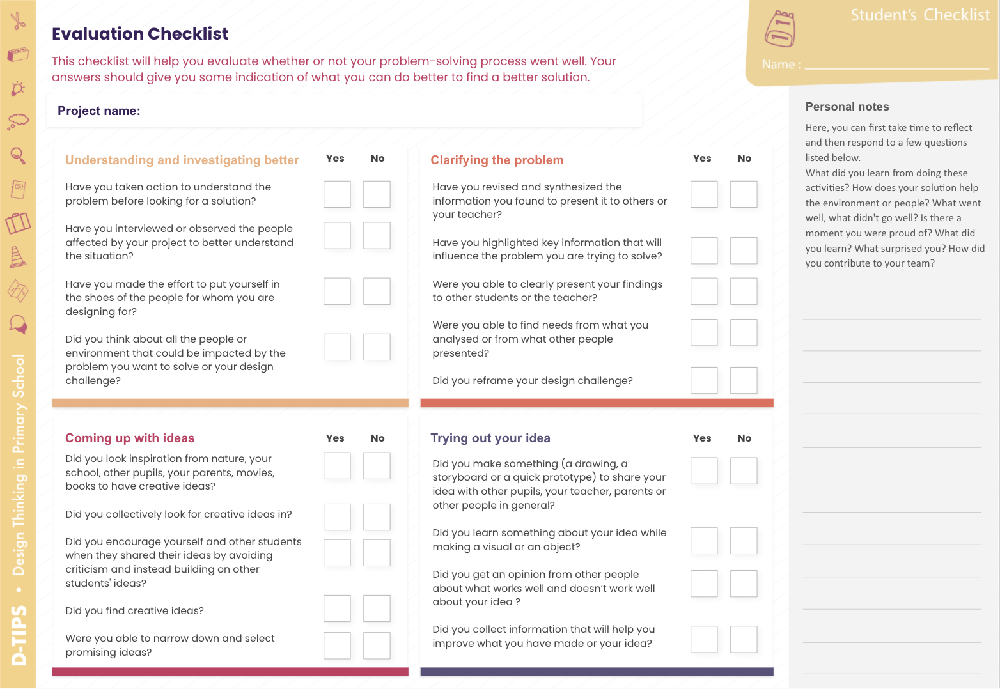 Evaluation Checklist
This checklist will help you evaluate whether or not your problem-solving process went well. Your
answers should give you some indication of what you can do better to find a better solution.
Project name:
Student's Checklist
1
1
Name :
Understanding and investigating better
Yes No
Have you taken action to understand the
problem before looking for a solution?
Have you interviewed or observed the people
affected by your project to better understand
the situation?
Have you made the effort to put yourself in
the shoes of the people for whom you are
designing for?
Did you think about all the people or
environment that could be impacted by the
problem you want to solve or your design
challenge?
Clarifying the problem
Yes No
Have you revised and synthesized the
information you found to present it to others or
your teacher?
Have you highlighted key information that will
influence the problem you are trying to solve?
Were you able to clearly present your findings
to other students or the teacher?
Were you able to find needs from what you
analysed or from what other people
presented?
Did you reframe your design challenge?
Coming up with ideas
Yes No
Did you look inspiration from nature, your
school, other pupils, your parents, movies,
books to have creative ideas?
Did you collectively look for creative ideas in?
Did you encourage yourself and other students
when they shared their ideas by avoiding
criticism and instead building on other
students' ideas?
Did you find creative ideas?
Were you able to narrow down and select
promising ideas?
Trying out your idea
Yes No
Did you make something (a drawing, a
storyboard or a quick prototype) to share your
idea with other pupils, your teacher, parents or
other people in general?
Did you learn something about your idea while
making a visual or an object?
Did you get an opinion from other people
about what works well and doesn't work well
about your idea ?
Did you collect information that will help you
improve what you have made or your idea?
Personal notes
Here, you can first take time to reflect
and then respond to a few questions
listed below.
What did you learn from doing these
activities? How does your solution help
the environment or people? What went
well, what didn't go well? Is there a
moment you were proud of? What did
you learn? What surprised you? How did
you contribute to your team?
D-TIPS • Design Thinking in Primary School